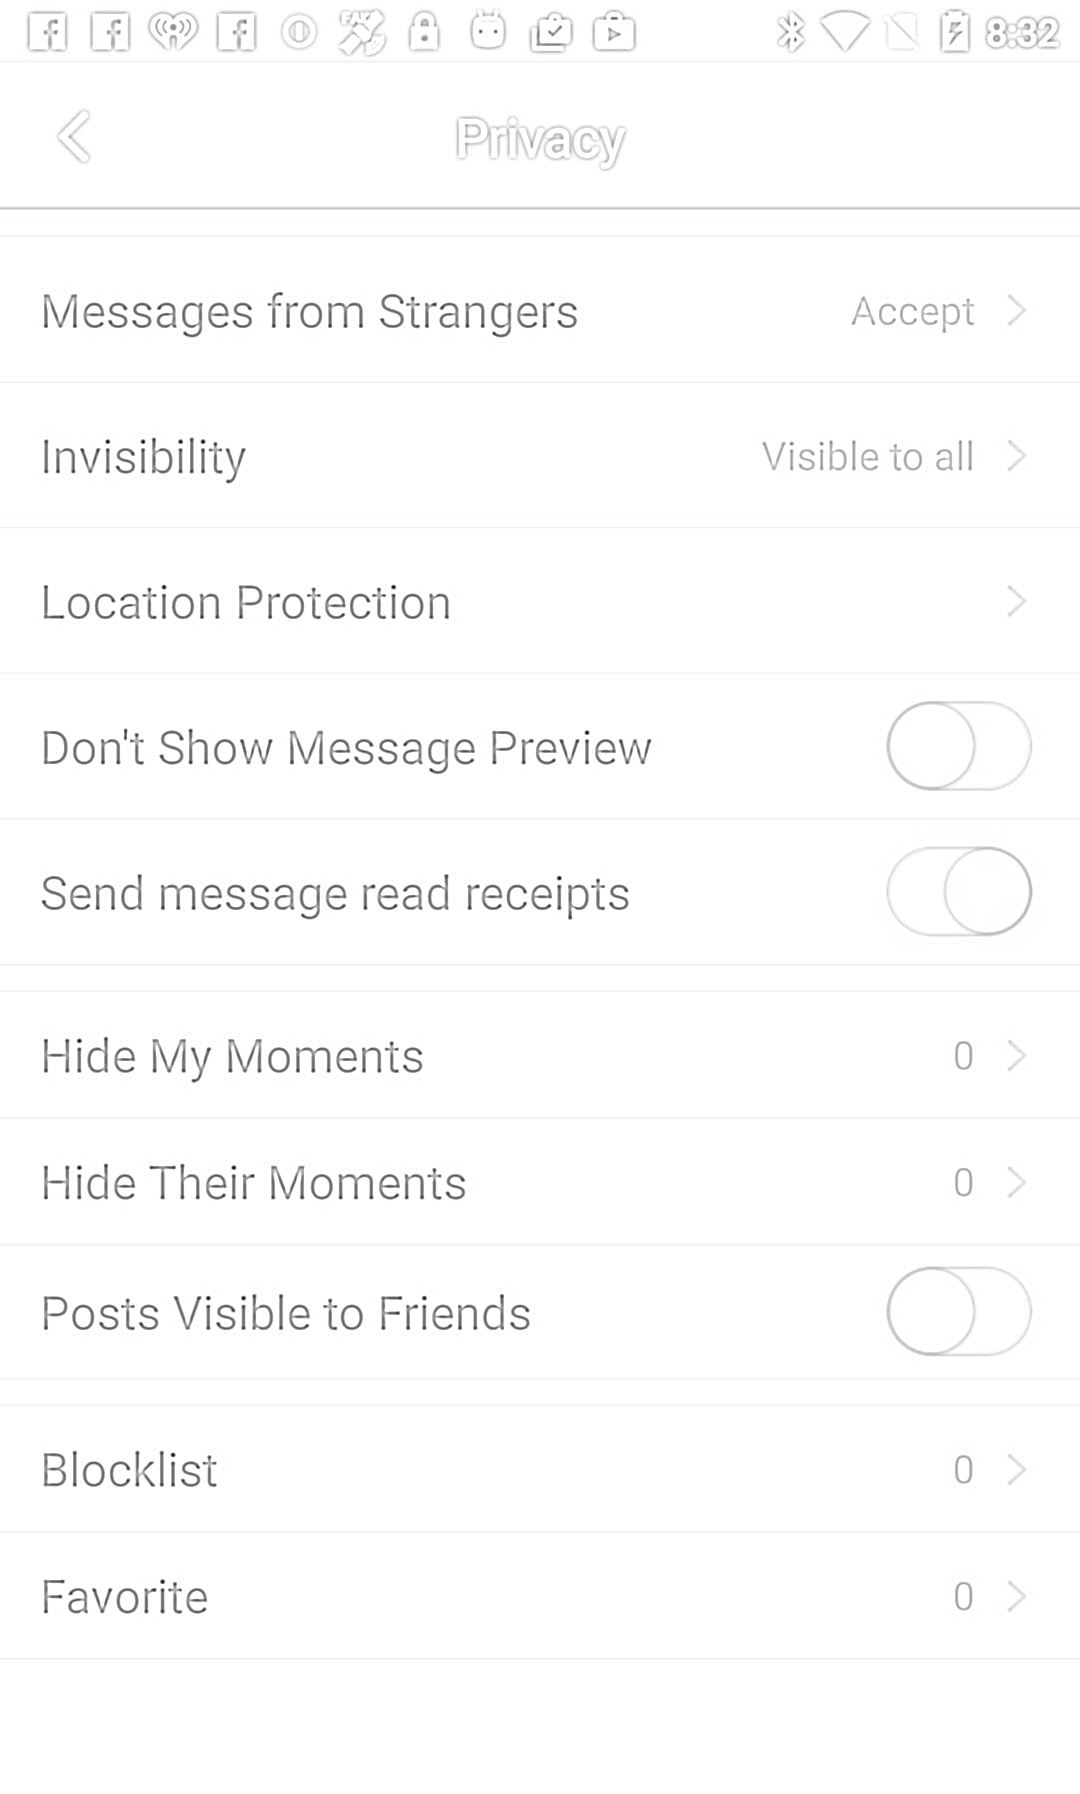 8:32
Privacy
Messages from Strangers Accept
Invisibility Visible to all
Location Protection
Don't Show Message Preview
Send message read receipts
Hide My Moments 0
Hide Their Moments 0
Posts Visible to Friends
Blocklist 0
Favorite 0